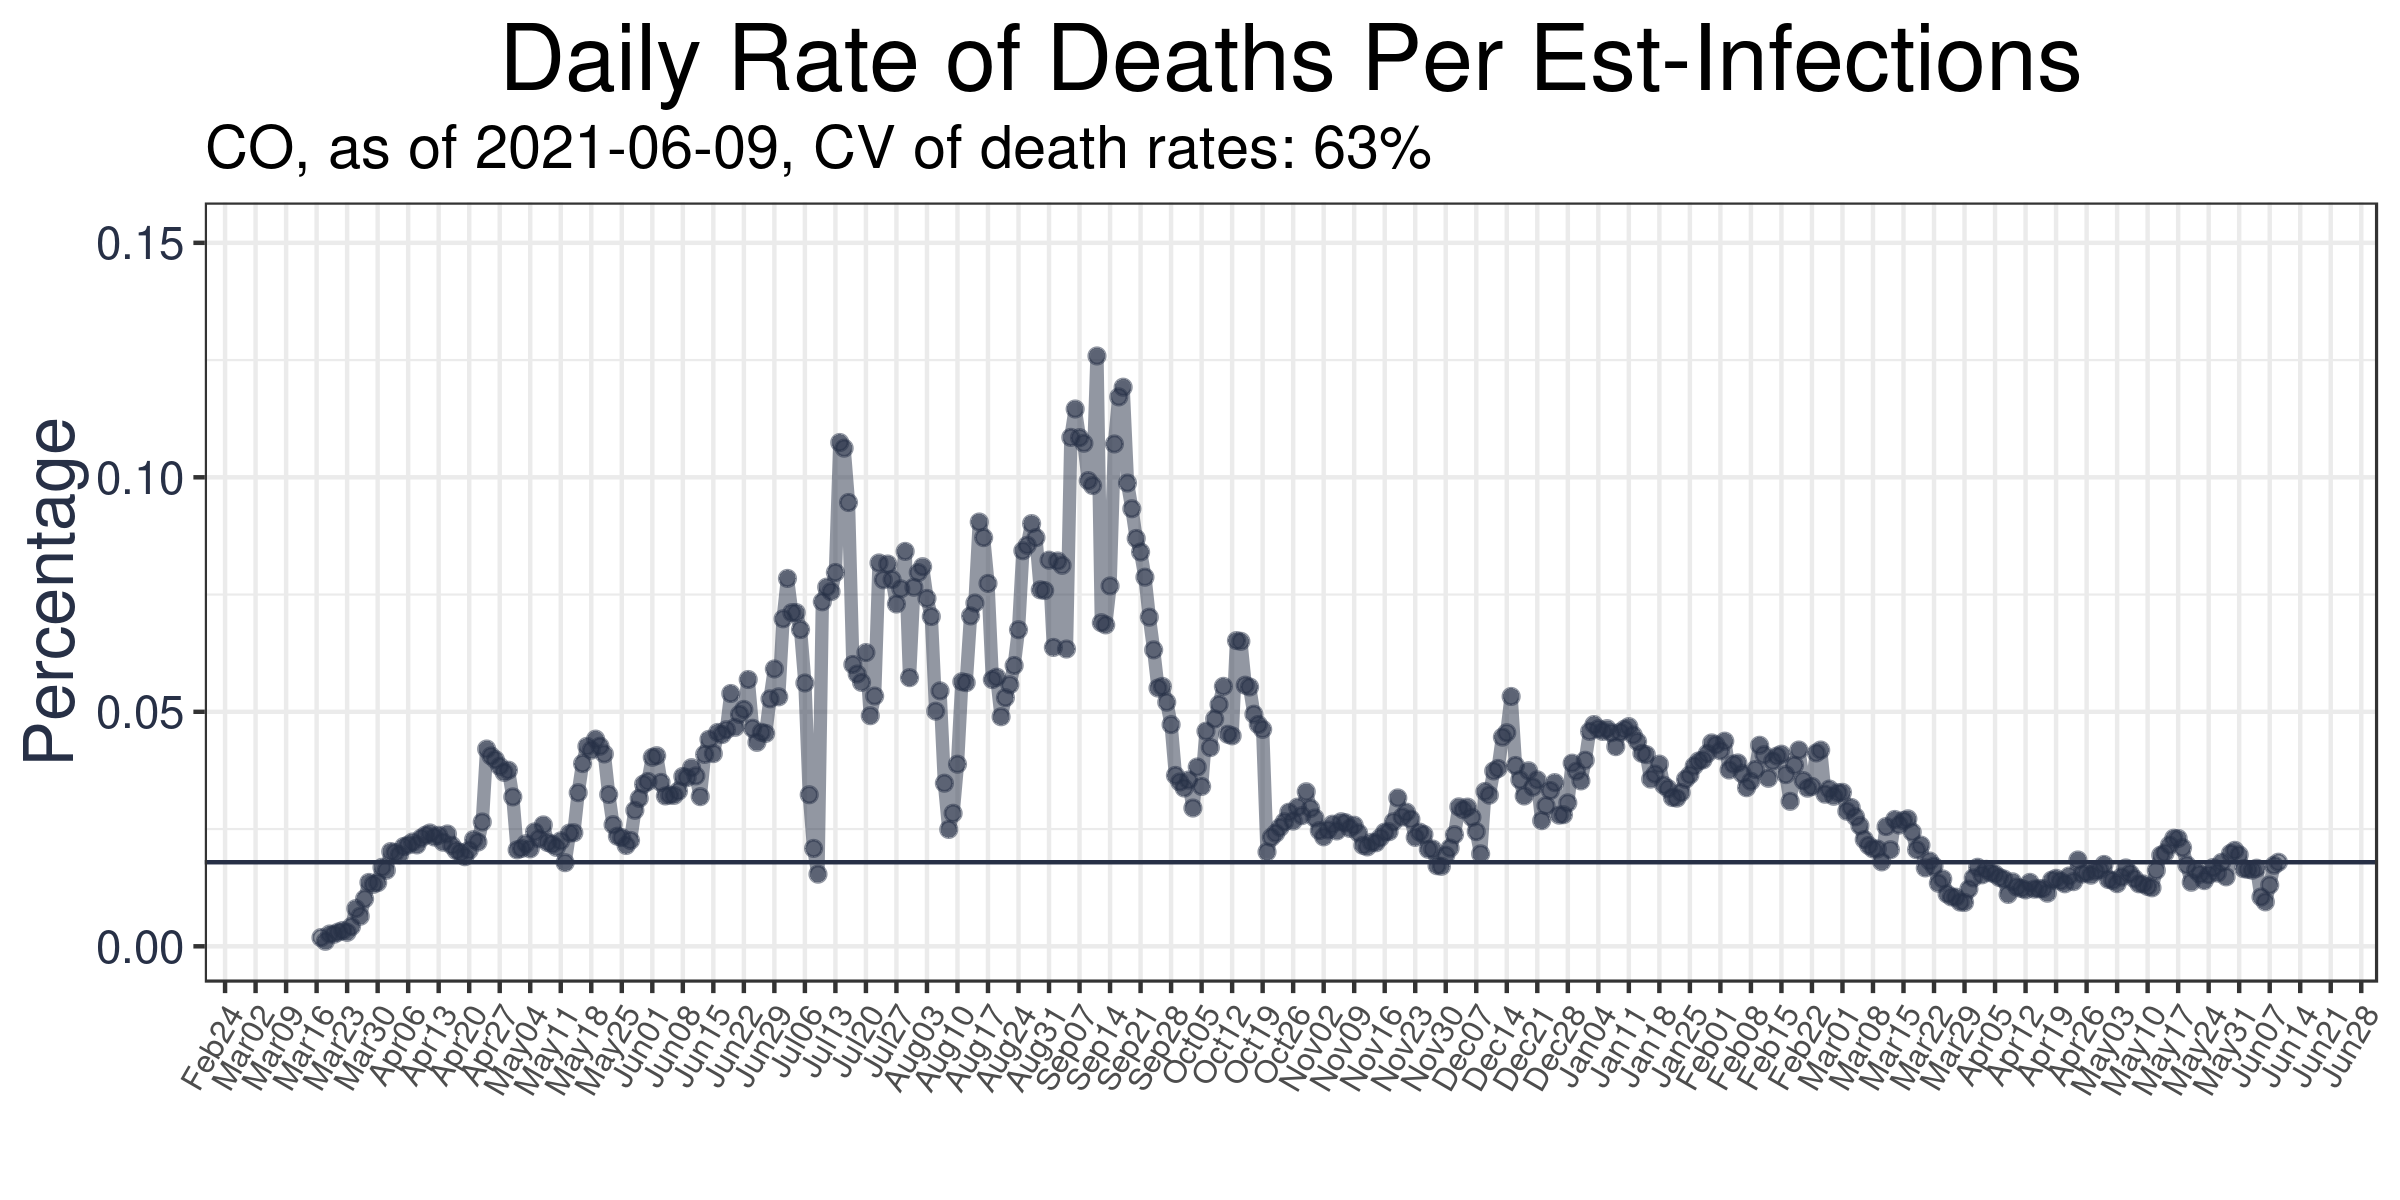 Daily Rate of Deaths Per Est-Infections
CO, as of 2021-06-09, CV of death rates: 63%
Percentage
0.15
0.10
0.05
0.00
Feb24
Mar02
Mar09
Mar16
Mar23
Mar30
Apr06
Apr13
Apr20
Apr27
May04
May11
May18
May25
Jun01
Jun08
Jun15
Jun22
Jun29
Jul06
Jul13
Jul20
Jul27
Aug03
Aug10
Aug17
Aug24
Aug31
Sep07
Sep14
Sep21
Sep28
Oct05
Oct12
Oct19
Oct26
Nov02
Nov09
Nov16
Nov23
Nov30
Dec07
Dec14
Dec21
Dec28
Jan04
Jan11
Jan18
Jan25
Feb01
Feb08
Feb15
Feb22
Mar01
Mar08
Mar15
Mar22
Mar29
Apr05
Apr12
Apr19
Apr26
May03
May10
May17
May24
May31
Jun07
Jun14
Jun21
Jun28